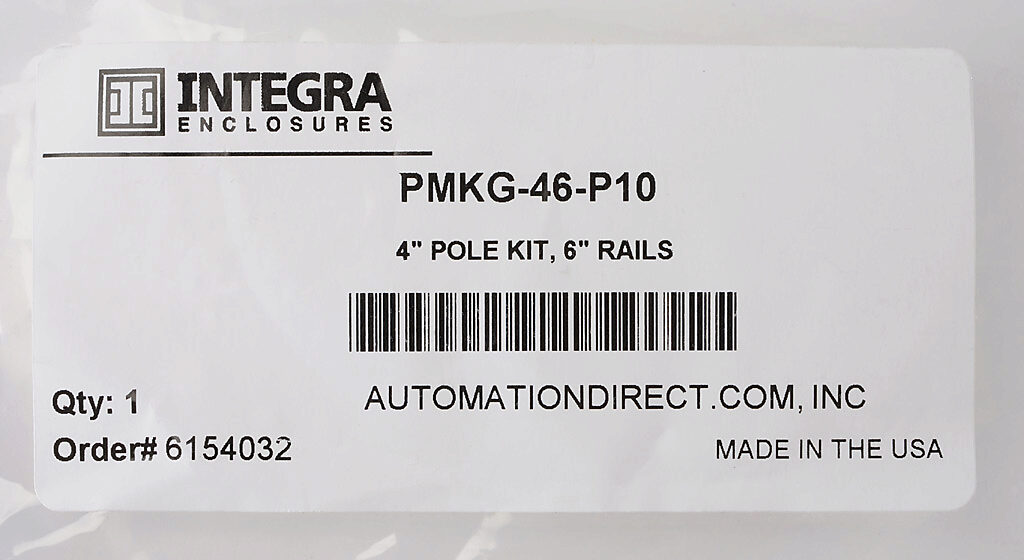 INTEGRA
ENCLOSURES
PMKG-46-P10
4" POLE KIT, 6" RAILS
AUTOMATIONDIRECT.COM, INC
Qty: 1
Order# 6154032
MADE IN THE USA